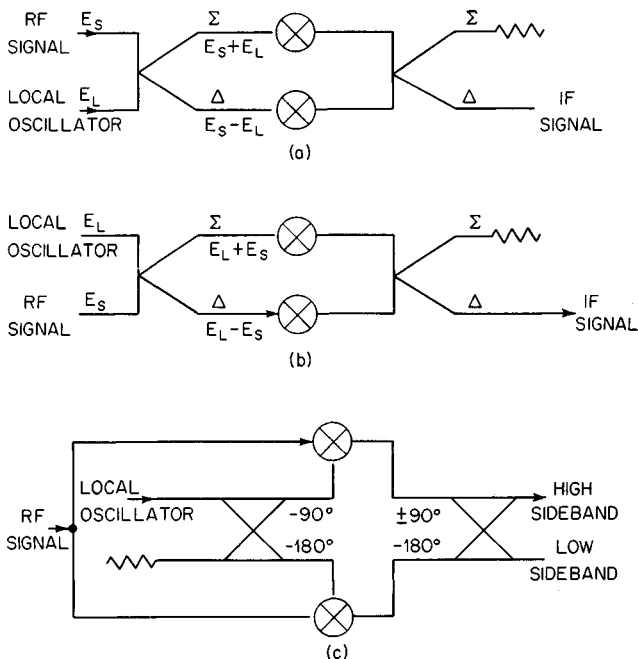 RF
SIGNAL
E_S
Σ
E_S+E_L
Σ
LOCAL
OSCILLATOR
E_L
Δ
E_S−E_L
Δ
IF
SIGNAL
(a)
LOCAL
OSCILLATOR
E_L
Σ
E_L+E_S
Σ
RF
SIGNAL
E_S
Δ
E_L−E_S
Δ
IF
SIGNAL
(b)
RF
SIGNAL
LOCAL
OSCILLATOR
-90°
-180°
±90°
-180°
HIGH
SIDEBAND
LOW
SIDEBAND
(c)